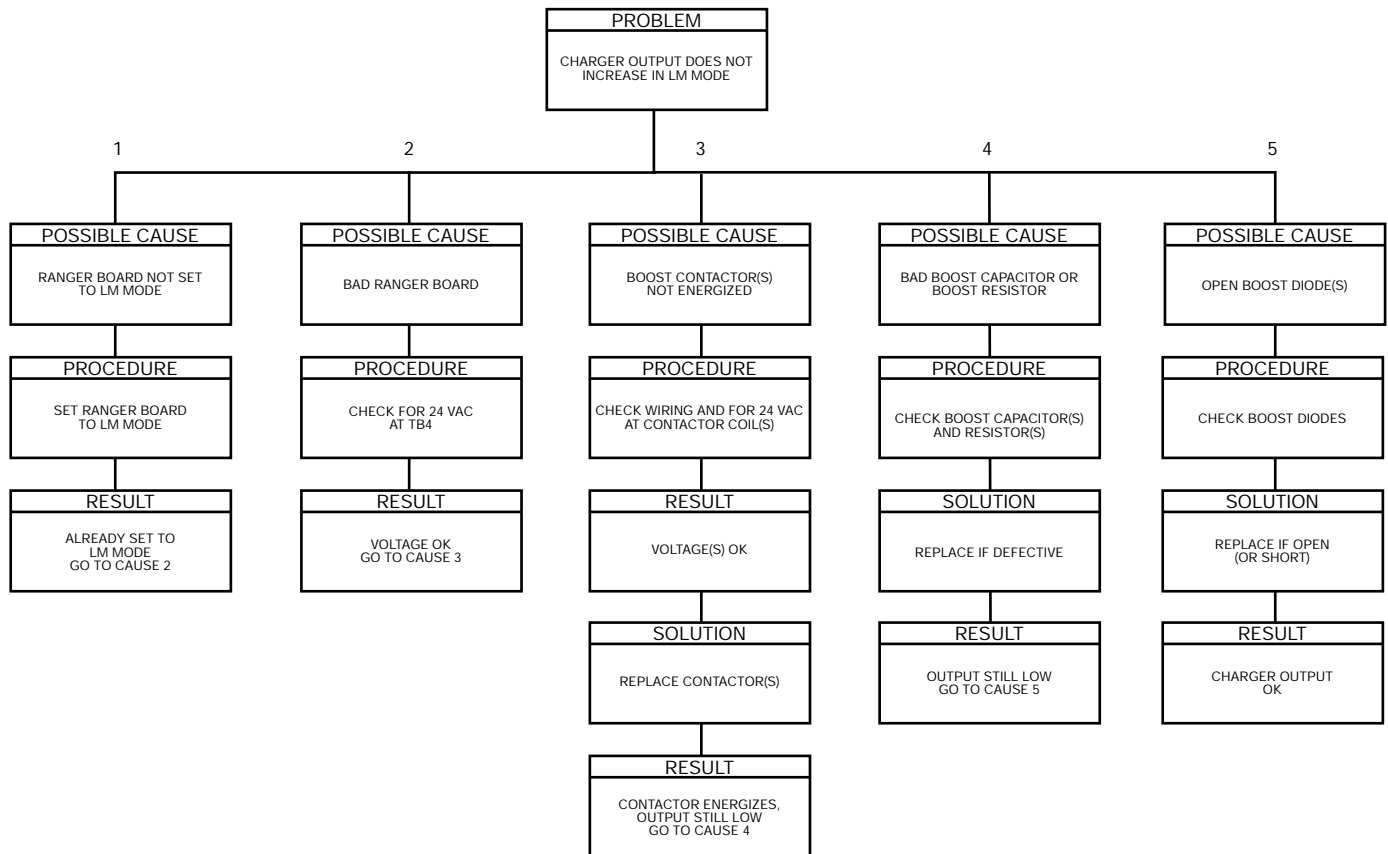 PROBLEM
CHARGER OUTPUT DOES NOT
INCREASE IN LM MODE
1
2
3
4
5
POSSIBLE CAUSE
RANGER BOARD NOT SET
TO LM MODE
PROCEDURE
SET RANGER BOARD
TO LM MODE
RESULT
ALREADY SET TO
LM MODE
GO TO CAUSE 2
POSSIBLE CAUSE
BAD RANGER BOARD
PROCEDURE
CHECK FOR 24 VAC
AT TB4
RESULT
VOLTAGE OK
GO TO CAUSE 3
POSSIBLE CAUSE
BOOST CONTACTOR(S)
NOT ENERGIZED
PROCEDURE
CHECK WIRING AND FOR 24 VAC
AT CONTACTOR COIL(S)
RESULT
VOLTAGE(S) OK
SOLUTION
REPLACE CONTACTOR(S)
RESULT
CONTACTOR ENERGIZES,
OUTPUT STILL LOW
GO TO CAUSE 4
POSSIBLE CAUSE
BAD BOOST CAPACITOR OR
BOOST RESISTOR
PROCEDURE
CHECK BOOST CAPACITOR(S)
AND RESISTOR(S)
SOLUTION
REPLACE IF DEFECTIVE
RESULT
OUTPUT STILL LOW
GO TO CAUSE 5
POSSIBLE CAUSE
OPEN BOOST DIODE(S)
PROCEDURE
CHECK BOOST DIODES
SOLUTION
REPLACE IF OPEN
(OR SHORT)
RESULT
CHARGER OUTPUT
OK